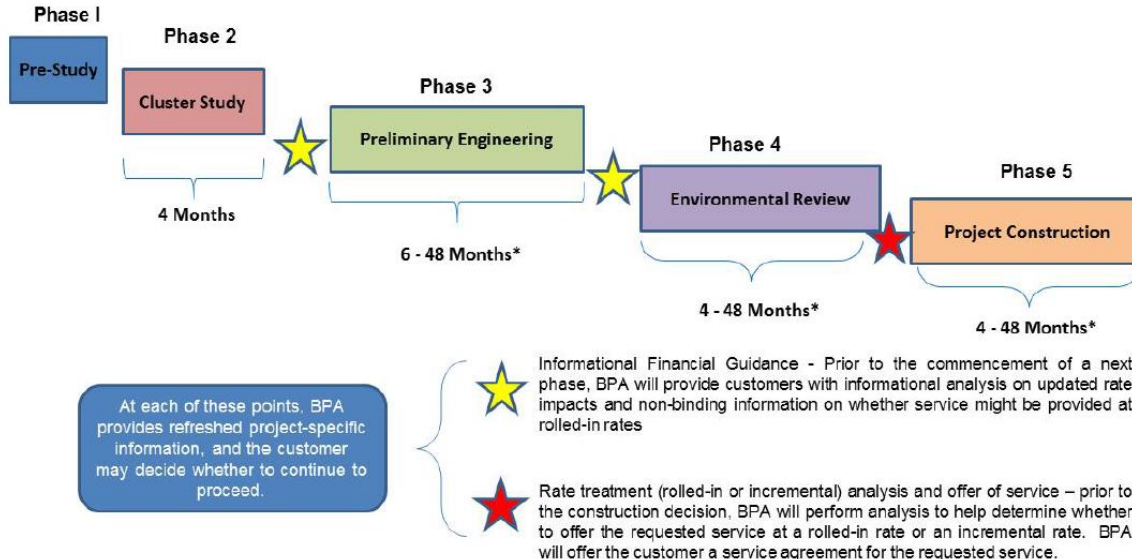 Phase I
Pre-Study
Phase 2
Cluster Study
4 Months
Phase 3
Preliminary Engineering
6 - 48 Months*
Phase 4
Environmental Review
4 - 48 Months*
Phase 5
Project Construction
4 - 48 Months*
At each of these points, BPA
provides refreshed project-specific
information, and the customer
may decide whether to continue to
proceed.
Informational Financial Guidance - Prior to the commencement of a next
phase, BPA will provide customers with informational analysis on updated rate
impacts and non-binding information on whether service might be provided at
rolled-in rates
Rate treatment (rolled-in or incremental) analysis and offer of service – prior to
the construction decision, BPA will perform analysis to help determine whether
to offer the requested service at a rolled-in rate or an incremental rate. BPA
will offer the customer a service agreement for the requested service.